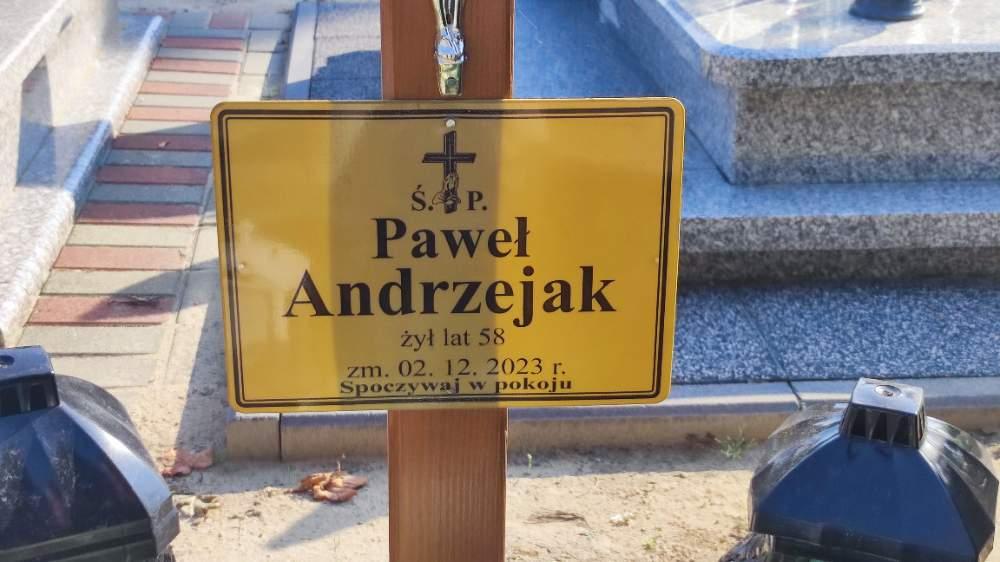 Ś. P.
Paweł
Andrzejak
żył lat 58
zm. 02. 12. 2023 r.
Spoczywaj w pokoju